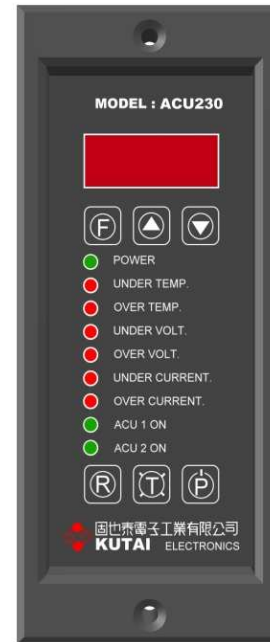 MODEL : ACU230
F
POWER
UNDER TEMP.
OVER TEMP.
UNDER VOLT.
OVER VOLT.
UNDER CURRENT.
OVER CURRENT.
ACU 1 ON
ACU 2 ON
R T P
固也泰電子工業有限公司
KUTAI ELECTRONICS